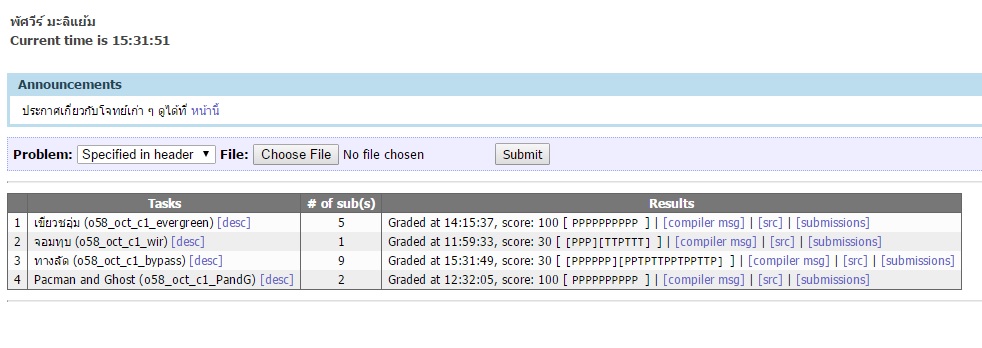 พัศวีร์ มะลิแย้ม
Current time is 15:31:51
Announcements
ประกาศเกี่ยวกับโจทย์เก่า ๆ ดูได้ที่ หน้านี้
Problem: Specified in header File: Choose File No file chosen Submit
Tasks # of sub(s) Results
1 เขียวชอุ่ม (o58_oct_c1_evergreen) [desc] 5 Graded at 14:15:37, score: 100 [ PPPPPPPPPP ] | [compiler msg] | [src] | [submissions]
2 จอมทุบ (o58_oct_c1_wir) [desc] 1 Graded at 11:59:33, score: 30 [ [PPP][TTPTTT] ] | [compiler msg] | [src] | [submissions]
3 ทางลัด (o58_oct_c1_bypass) [desc] 9 Graded at 15:31:49, score: 30 [ [PPPPPP][PPTPTTPPTPPTTP] ] | [compiler msg] | [src] | [submissions]
4 Pacman and Ghost (o58_oct_c1_PandG) [desc] 2 Graded at 12:32:05, score: 100 [ PPPPPPPPPP ] | [compiler msg] | [src] | [submissions]